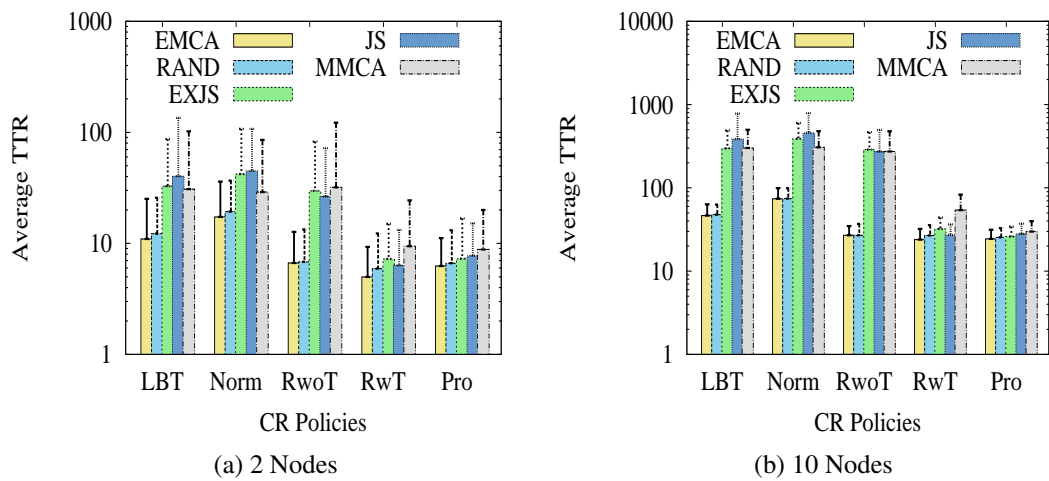 1000
100
10
1
Average TTR
EMCA
RAND
EXJS
JS
MMCA
LBT Norm RwoT RwT Pro
CR Policies
(a) 2 Nodes
10000
1000
100
10
1
Average TTR
EMCA
RAND
EXJS
JS
MMCA
LBT Norm RwoT RwT Pro
CR Policies
(b) 10 Nodes